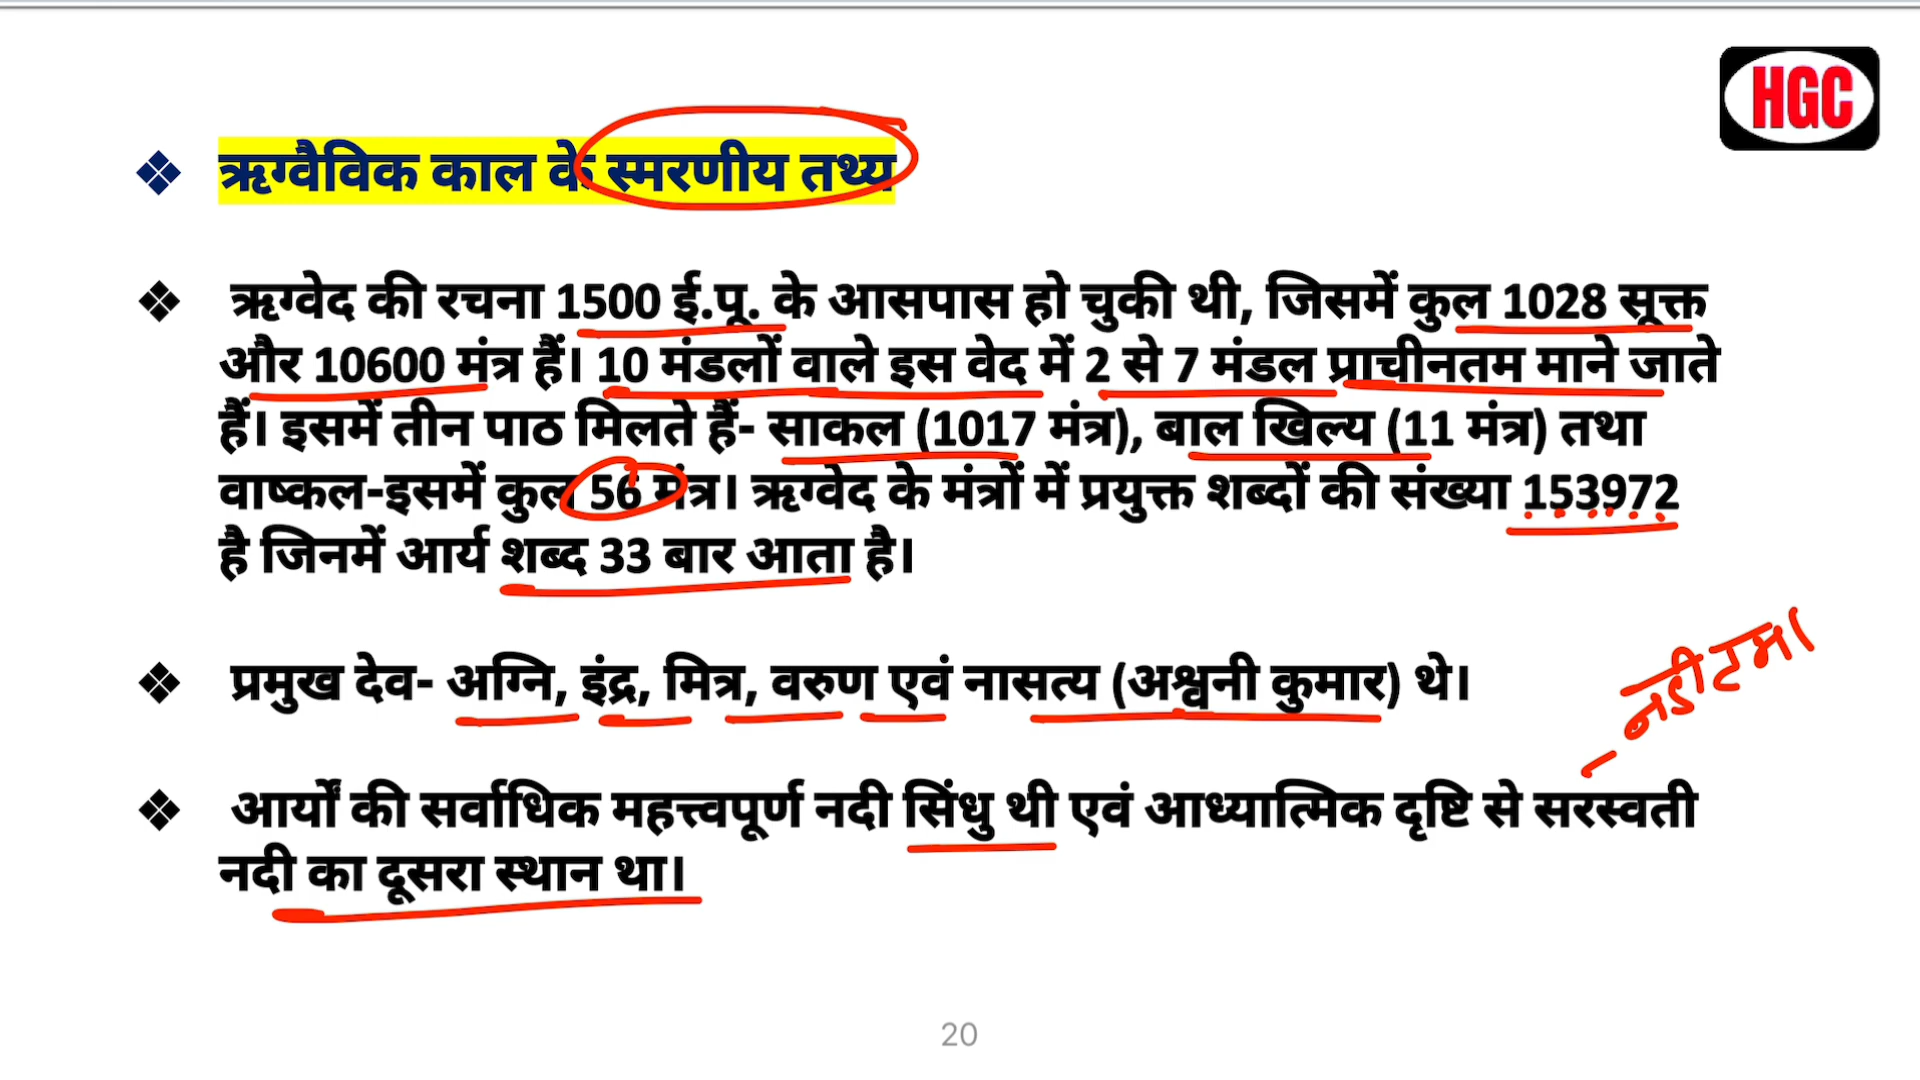 HGC
❖ ऋग्वैविक काल के स्मरणीय तथ्य
❖ ऋग्वेद की रचना 1500 ई.पू. के आसपास हो चुकी थी, जिसमें कुल 1028 सूक्त
और 10600 मंत्र हैं। 10 मंडलों वाले इस वेद में 2 से 7 मंडल प्राचीनतम माने जाते
हैं। इसमें तीन पाठ मिलते हैं- साकल (1017 मंत्र), बाल खिल्य (11 मंत्र) तथा
वाष्कल-इसमें कुल 56 मंत्र। ऋग्वेद के मंत्रों में प्रयुक्त शब्दों की संख्या 153972
है जिनमें आर्य शब्द 33 बार आता है।
❖ प्रमुख देव- अग्नि, इंद्र, मित्र, वरुण एवं नासत्य (अश्वनी कुमार) थे।
❖ आर्यों की सर्वाधिक महत्त्वपूर्ण नदी सिंधु थी एवं आध्यात्मिक दृष्टि से सरस्वती
नदी का दूसरा स्थान था।
20